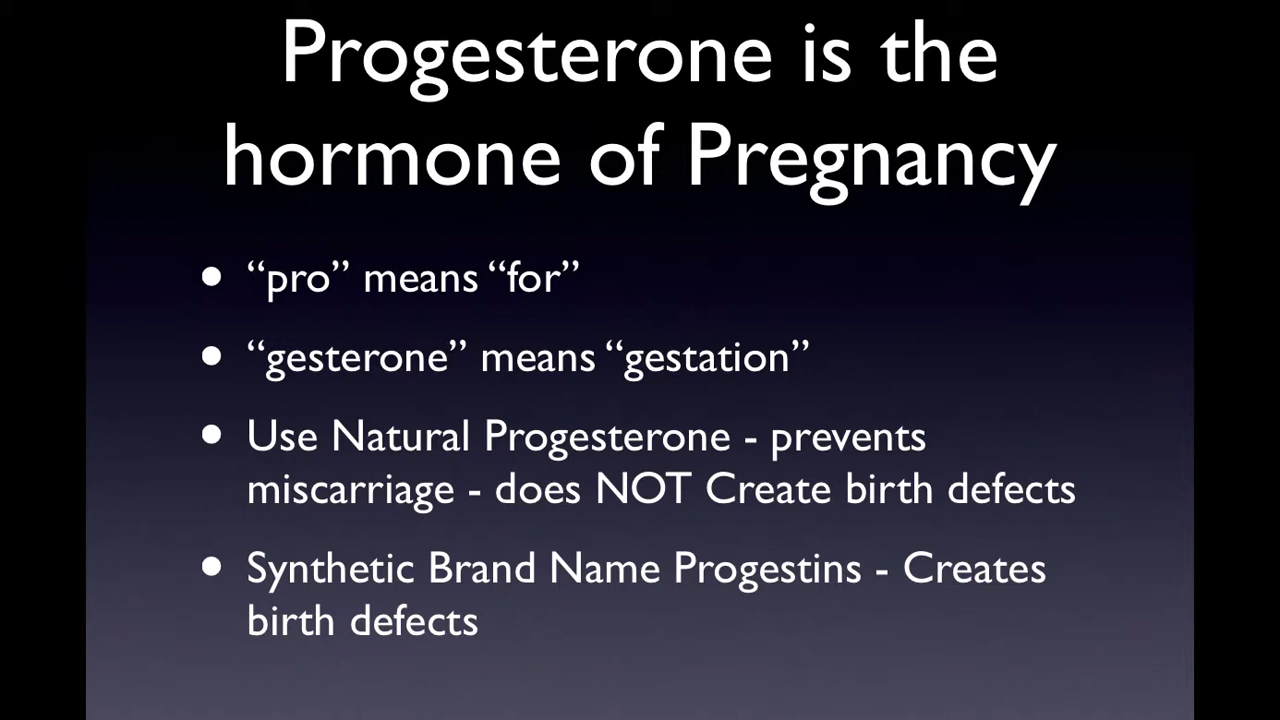 Progesterone is the
hormone of Pregnancy
• “pro” means “for”
• “gesterone” means “gestation”
• Use Natural Progesterone - prevents
miscarriage - does NOT Create birth defects
• Synthetic Brand Name Progestins - Creates
birth defects